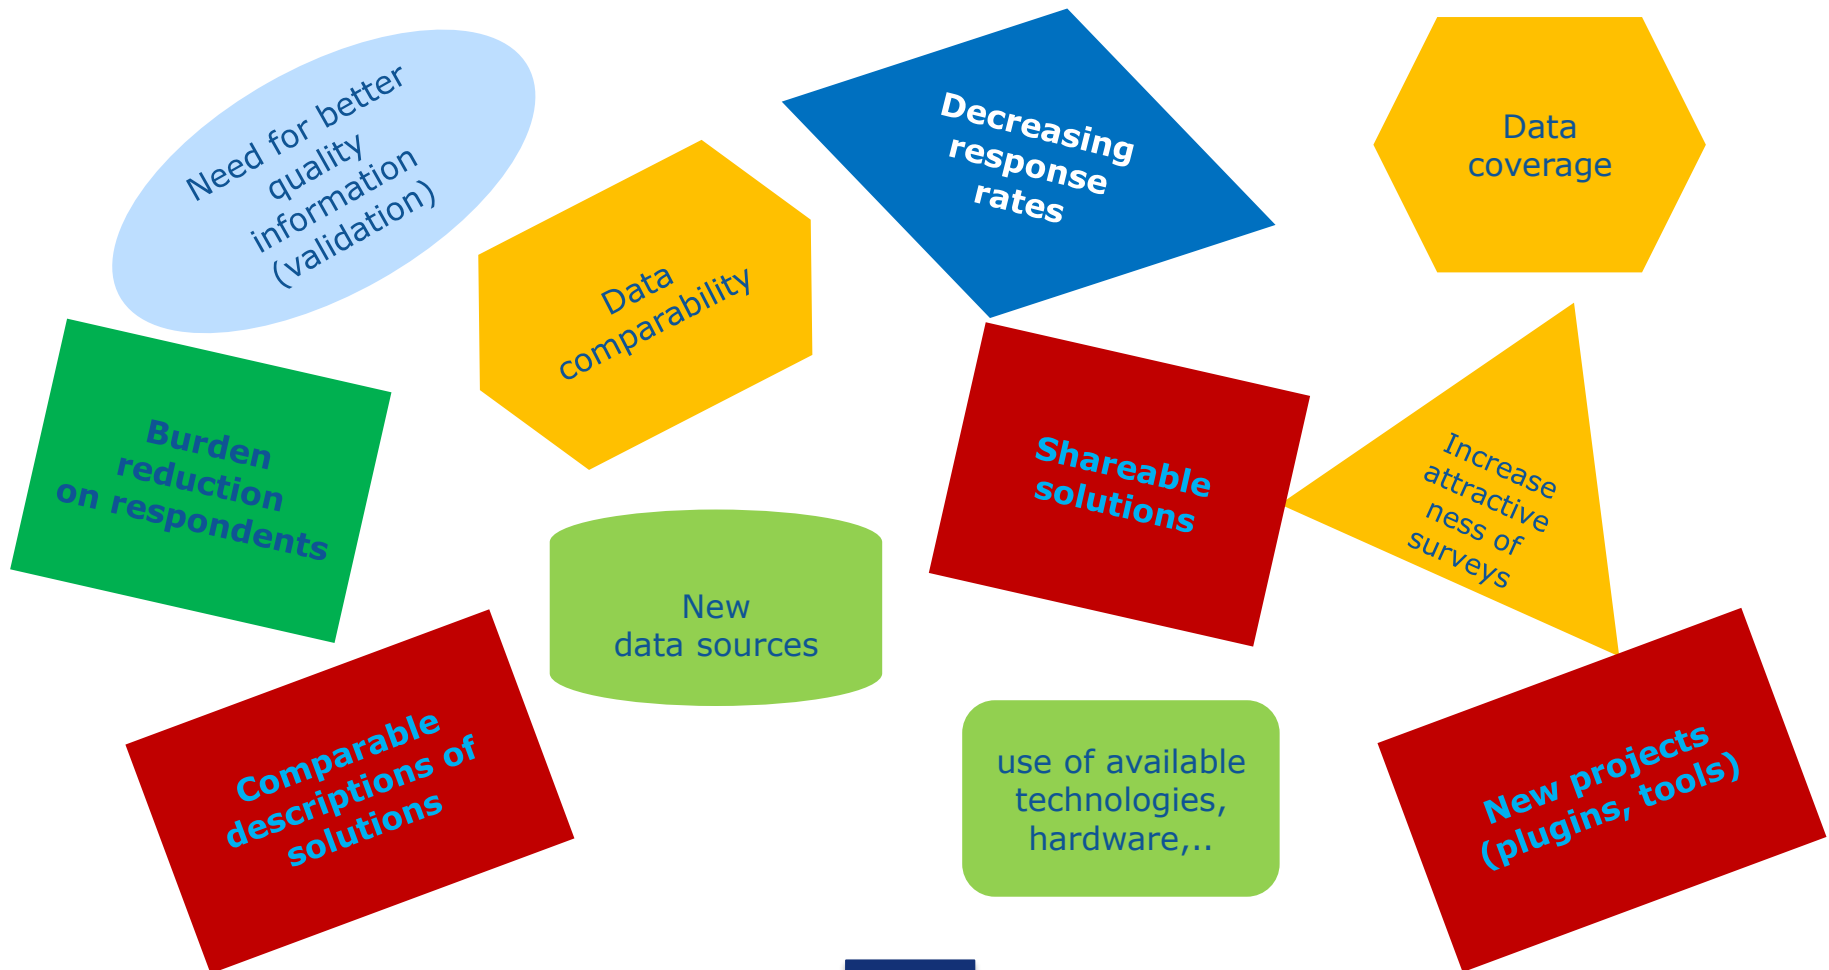 Need for better
quality
information
(validation)
Decreasing
response
rates
Data
coverage
Data
comparability
Burden
reduction
on respondents
Shareable
solutions
Increase
attractive
ness of
surveys
New
data sources
Comparable
descriptions of
solutions
use of available
technologies,
hardware,..
New projects
(plugins, tools)